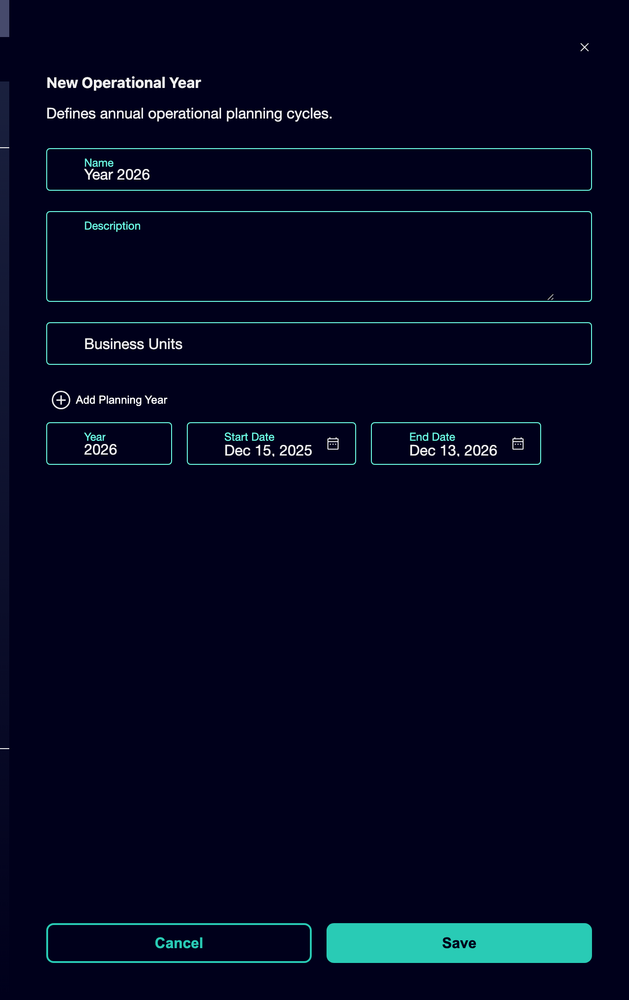 New Operational Year
Defines annual operational planning cycles.
Name
Year 2026
Description
Business Units
Add Planning Year
Year
2026
Start Date
Dec 15, 2025
End Date
Dec 13, 2026
Cancel
Save